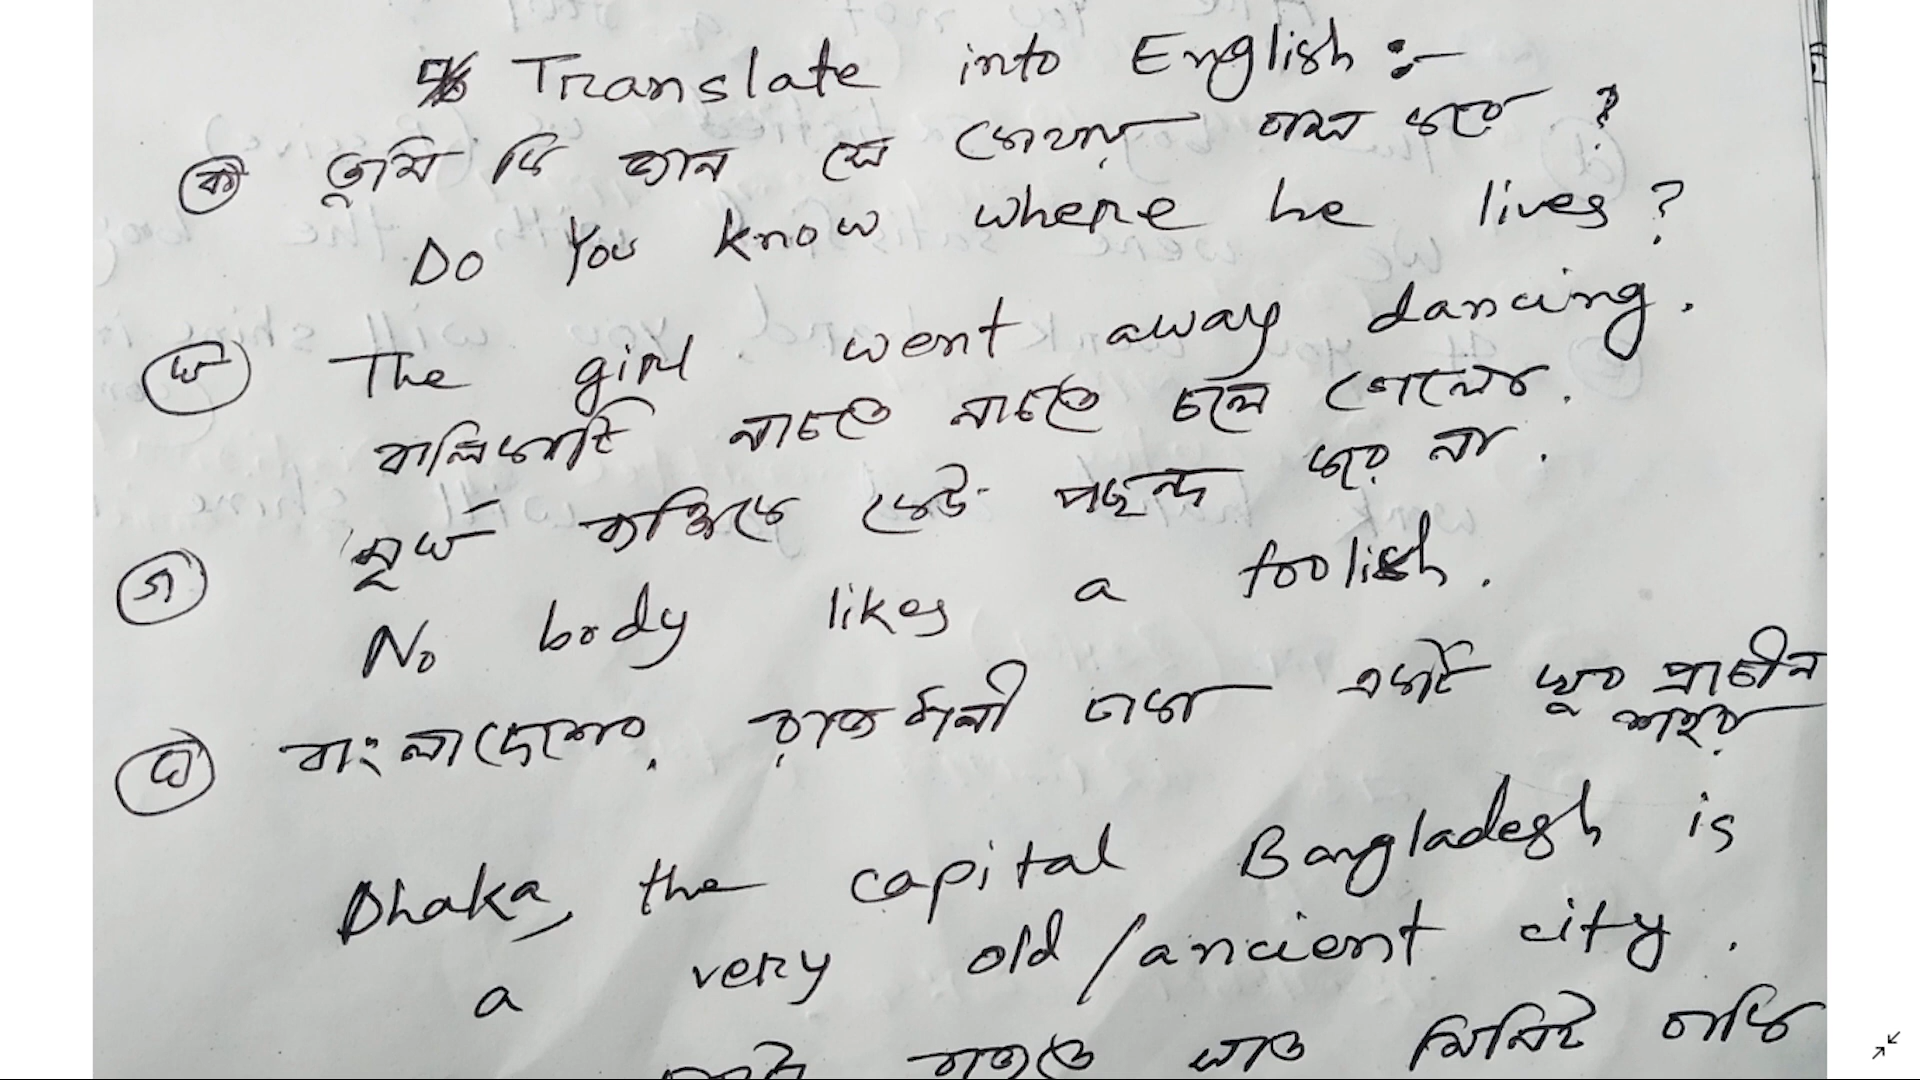 Translate into English :-
ক তুমি কি জান সে কোথায় বাস করে ?
Do You know where he lives ?
খ The girl went away dancing.
বালিকাটি নাচতে নাচতে চলে গেলো.
গ মূর্খ ব্যক্তিকে কেউ পছন্দ করে না.
No body likes a foolish.
ঘ বাংলাদেশের রাজধানী ঢাকা একটি খুব প্রাচীন
শহর
Dhaka, the capital Bangladesh is
a very old / ancient city.
বাজতে মিনিট বাকি